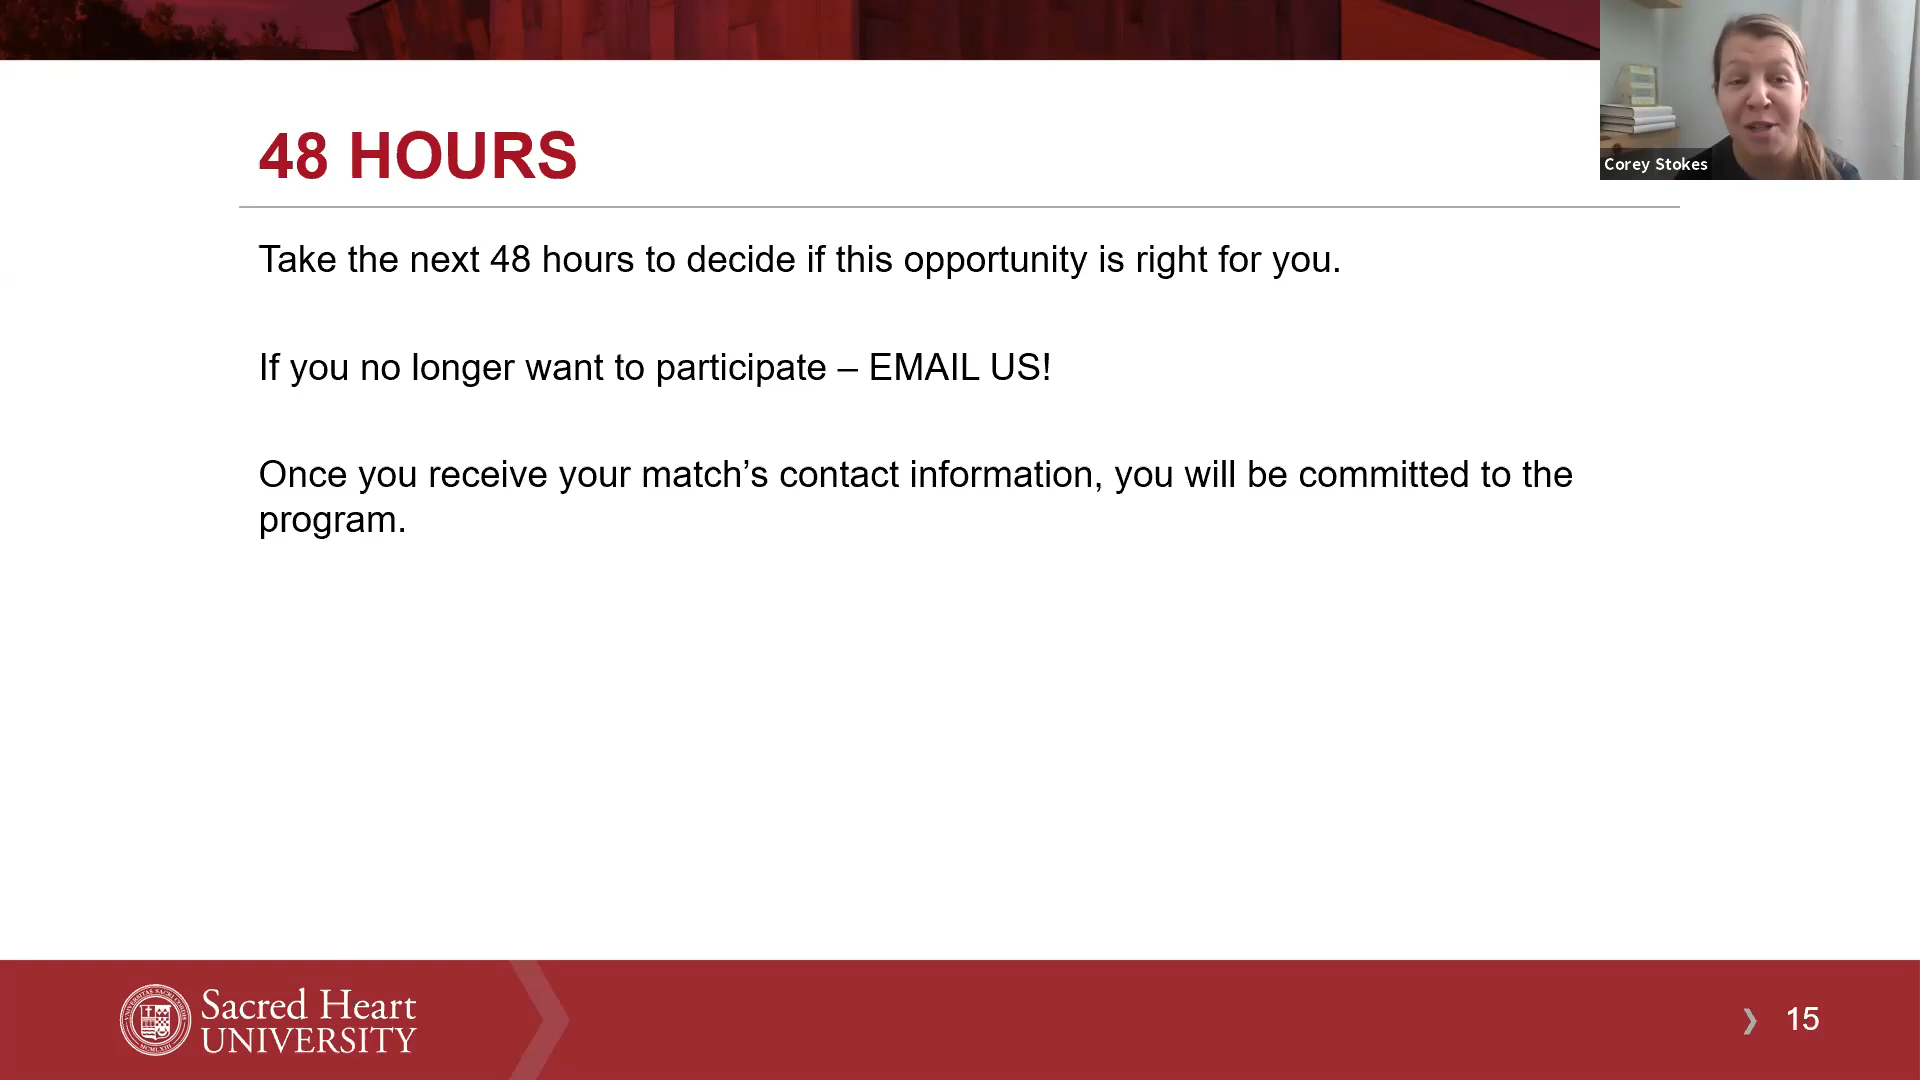 48 HOURS
Corey Stokes
Take the next 48 hours to decide if this opportunity is right for you.
If you no longer want to participate – EMAIL US!
Once you receive your match’s contact information, you will be committed to the
program.
Sacred Heart
UNIVERSITY
15